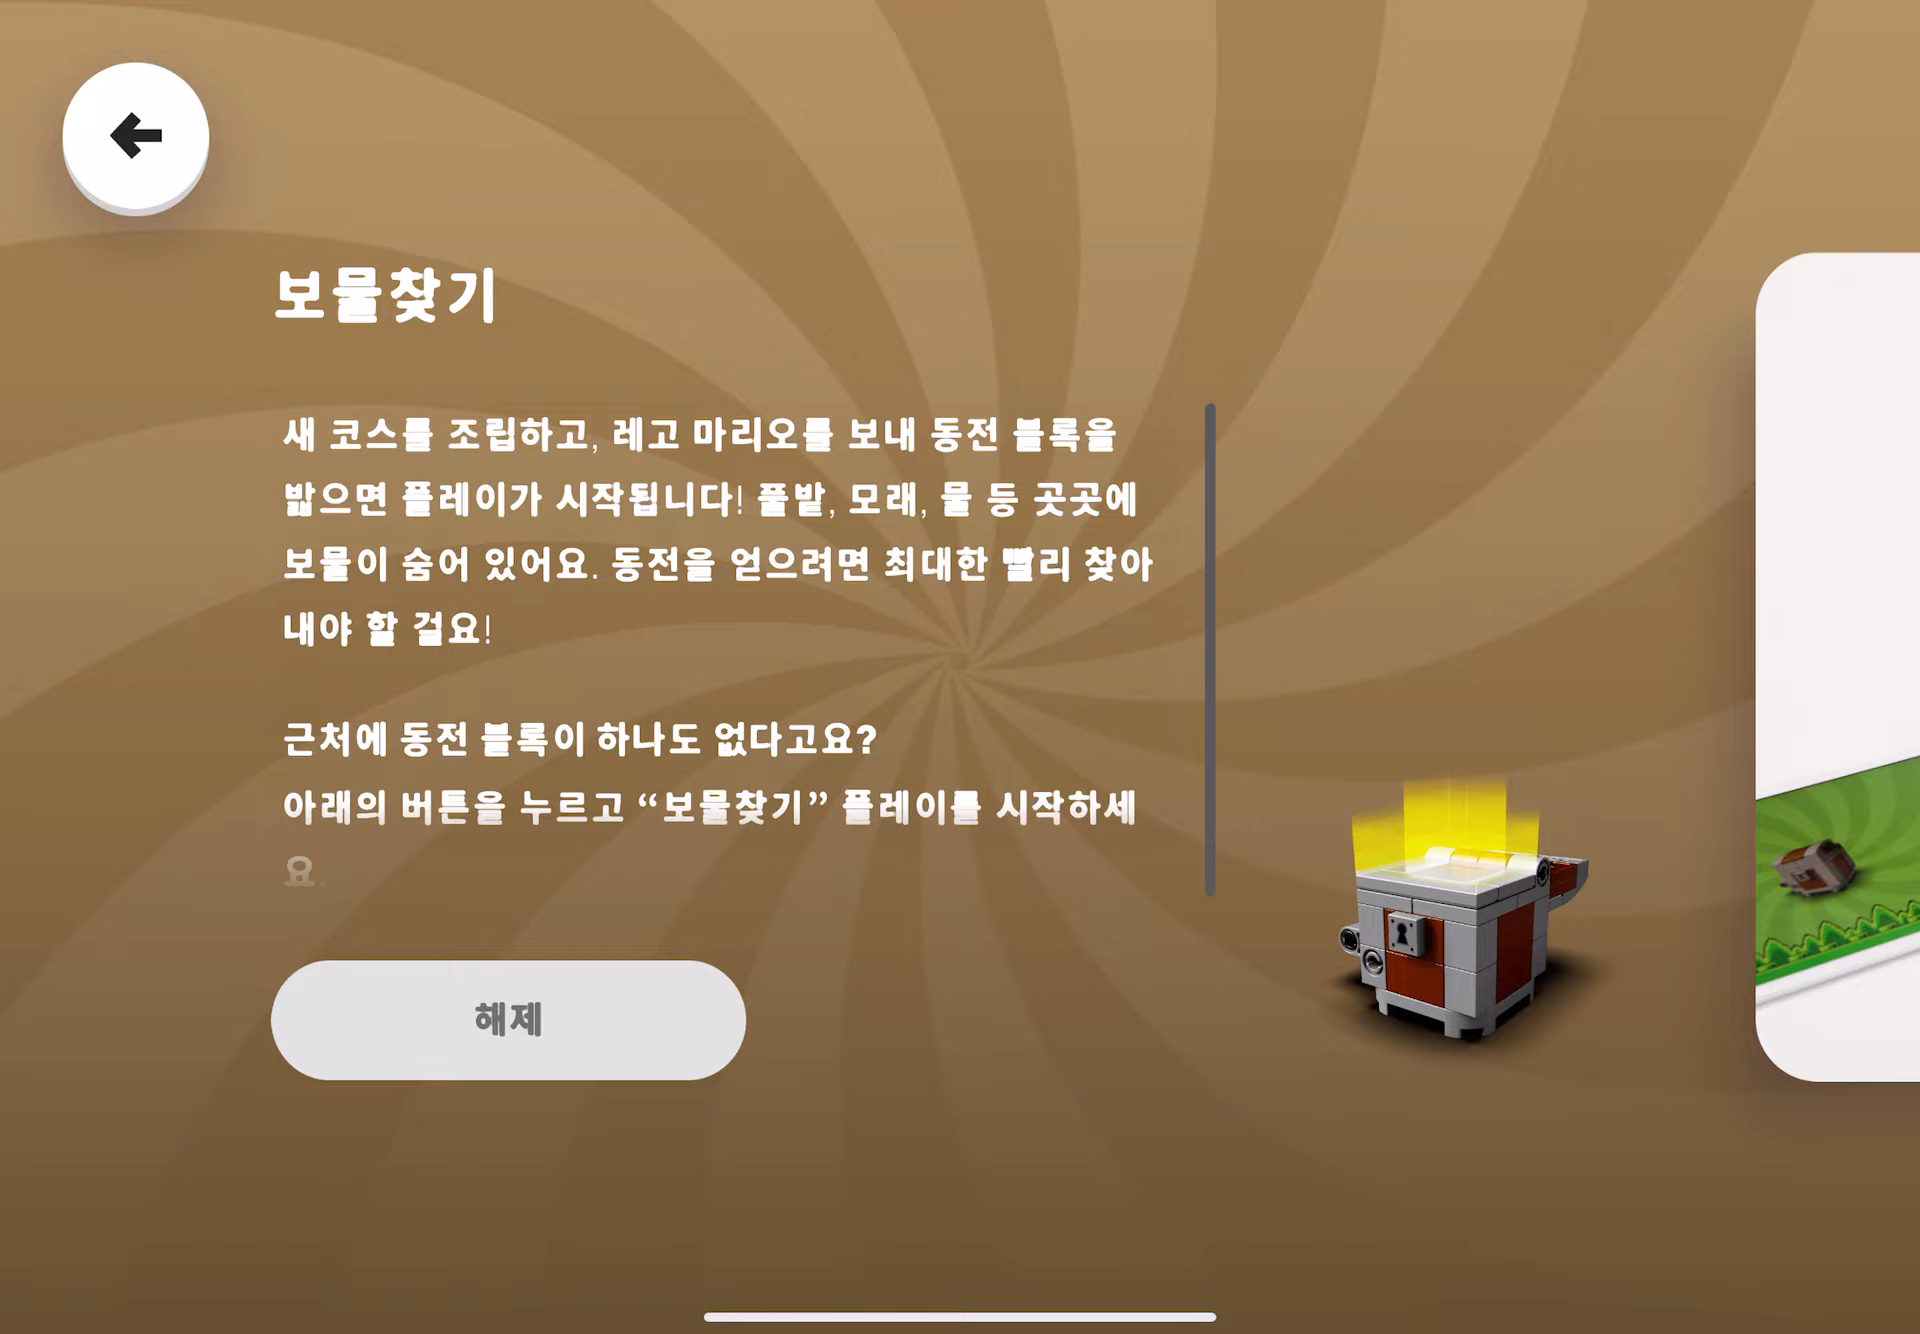 보물찾기
새 코스를 조립하고, 레고 마리오를 보내 동전 블록을
밟으면 플레이가 시작됩니다! 풀밭, 모래, 물 등 곳곳에
보물이 숨어 있어요. 동전을 얻으려면 최대한 빨리 찾아
내야 할 걸요!
근처에 동전 블록이 하나도 없다고요?
아래의 버튼을 누르고 “보물찾기” 플레이를 시작하세
요.
해제